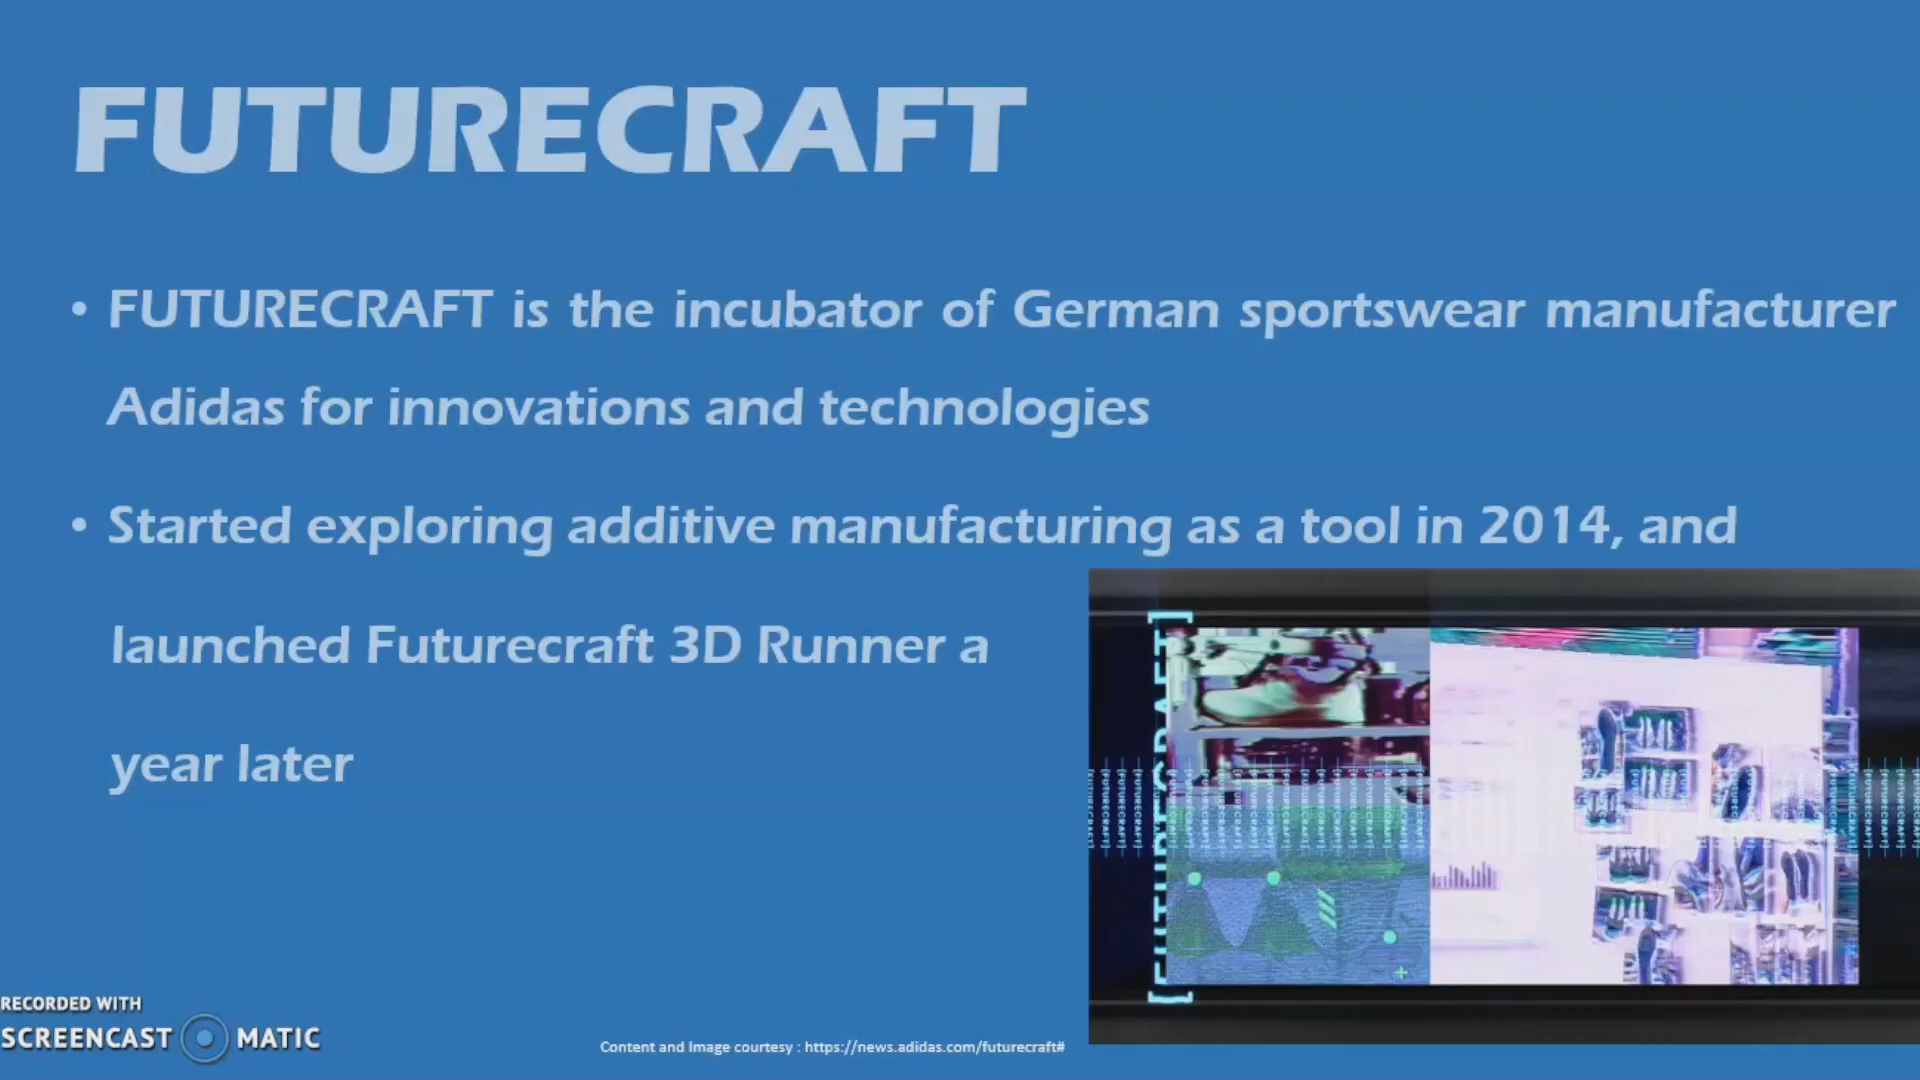 FUTURECRAFT
• FUTURECRAFT is the incubator of German sportswear manufacturer
Adidas for innovations and technologies
• Started exploring additive manufacturing as a tool in 2014, and
launched Futurecraft 3D Runner a
year later
[FUTURECRAFT]
RECORDED WITH
SCREENCAST MATIC
Content and Image courtesy : https://news.adidas.com/futurecraft#